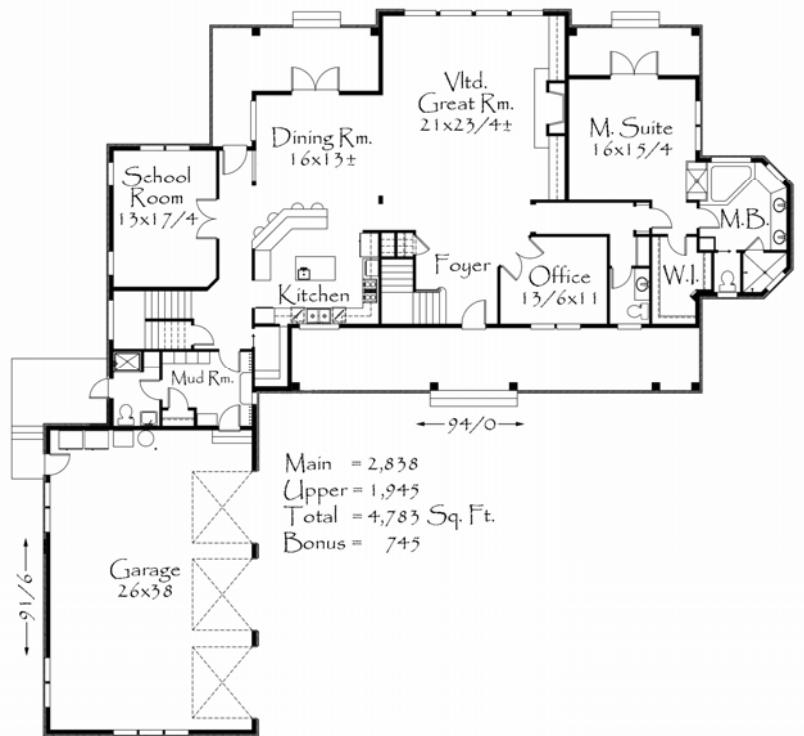 Vltd.
Great Rm.
21x23/4±
Dining Rm.
16x13±
M. Suite
16x15/4
School
Room
13x17/4
M.B.
Foyer
Office
13/6x11
W.I.
Kitchen
Mud Rm.
94/0
Main = 2,838
Upper = 1,945
Total = 4,783 Sq. Ft.
Bonus = 745
Garage
26x38
91/6